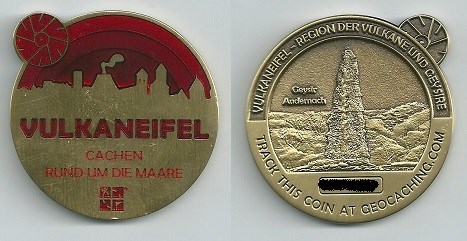 VULKANEIFEL
CACHEN
RUND UM DIE MAARE
VULKANEIFEL - REGION DER VULKANE UND GEYSIRE
Geysir
Andernach
TRACK THIS COIN AT GEOCACHING.COM